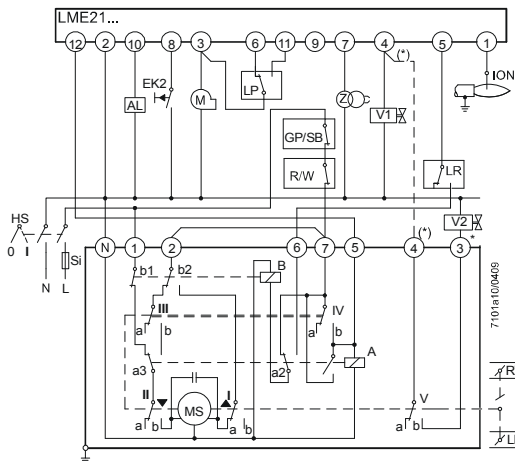 LME21...
12 2 10 8 3 6 11 9 7 4 5 1
(*)
EK2
ION
AL
M
LP
Z
V1
GP/SB
R/W
LR
HS
V2
0 I
Si
(*)
*
N 1 2 6 7 5 4 3
N L
b1 b2
B
III
IV
a b
a b
A
a3
a2
7101a10/0409
R
II
I
V
MS
a b
a b
a b
LR